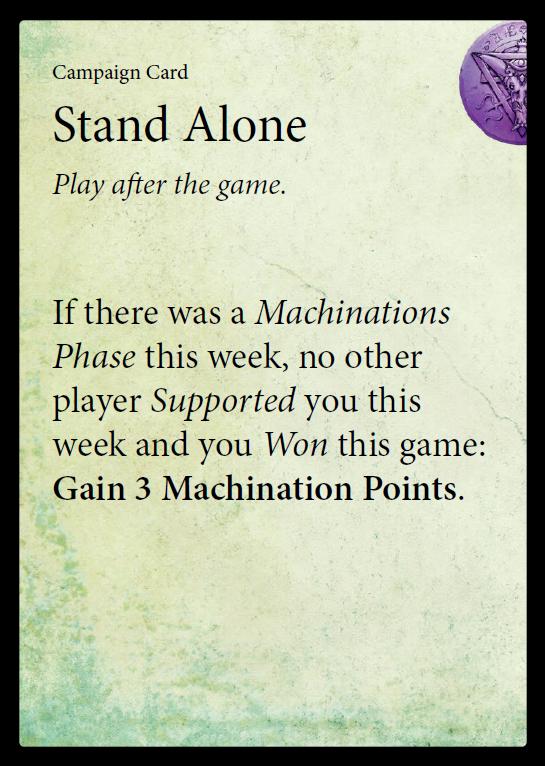 Campaign Card
Stand Alone
Play after the game.
If there was a Machinations
Phase this week, no other
player Supported you this
week and you Won this game:
Gain 3 Machination Points.